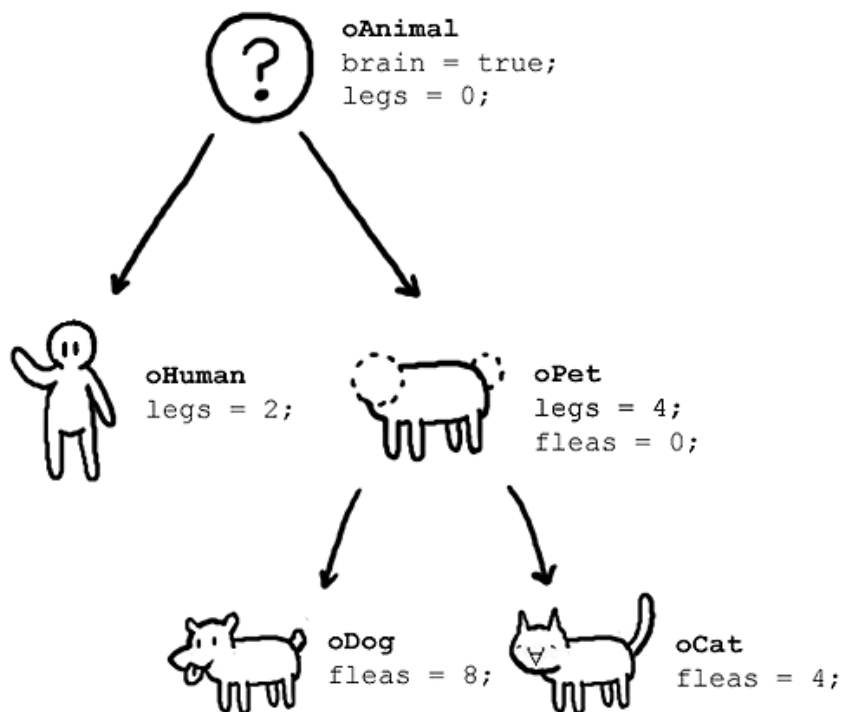 ?
oAnimal
brain = true;
legs = 0;
oHuman
legs = 2;
oPet
legs = 4;
fleas = 0;
oDog
fleas = 8;
oCat
fleas = 4;